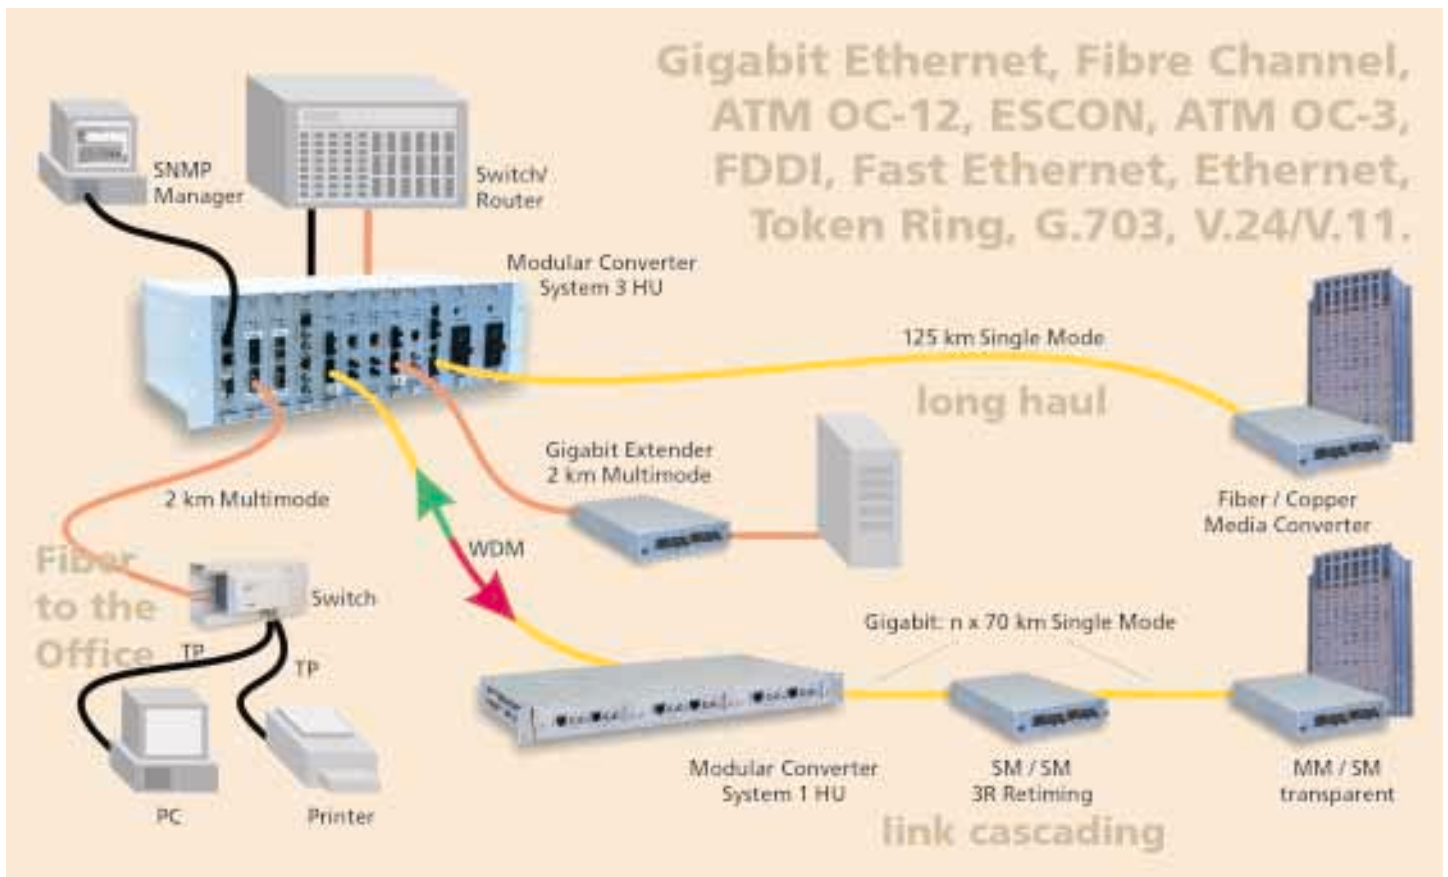 Gigabit Ethernet, Fibre Channel,
ATM OC-12, ESCON, ATM OC-3,
FDDI, Fast Ethernet, Ethernet,
Token Ring, G.703, V.24/V.11.
SNMP
Manager
Switch/
Router
Modular Converter
System 3 HU
125 km Single Mode
long haul
Gigabit Extender
2 km Multimode
2 km Multimode
Fiber / Copper
Media Converter
WDM
Fiber
to the
Office
Switch
TP
TP
Gigabit: n x 70 km Single Mode
Modular Converter
System 1 HU
SM / SM
3R Retiming
MM / SM
transparent
PC
Printer
link cascading